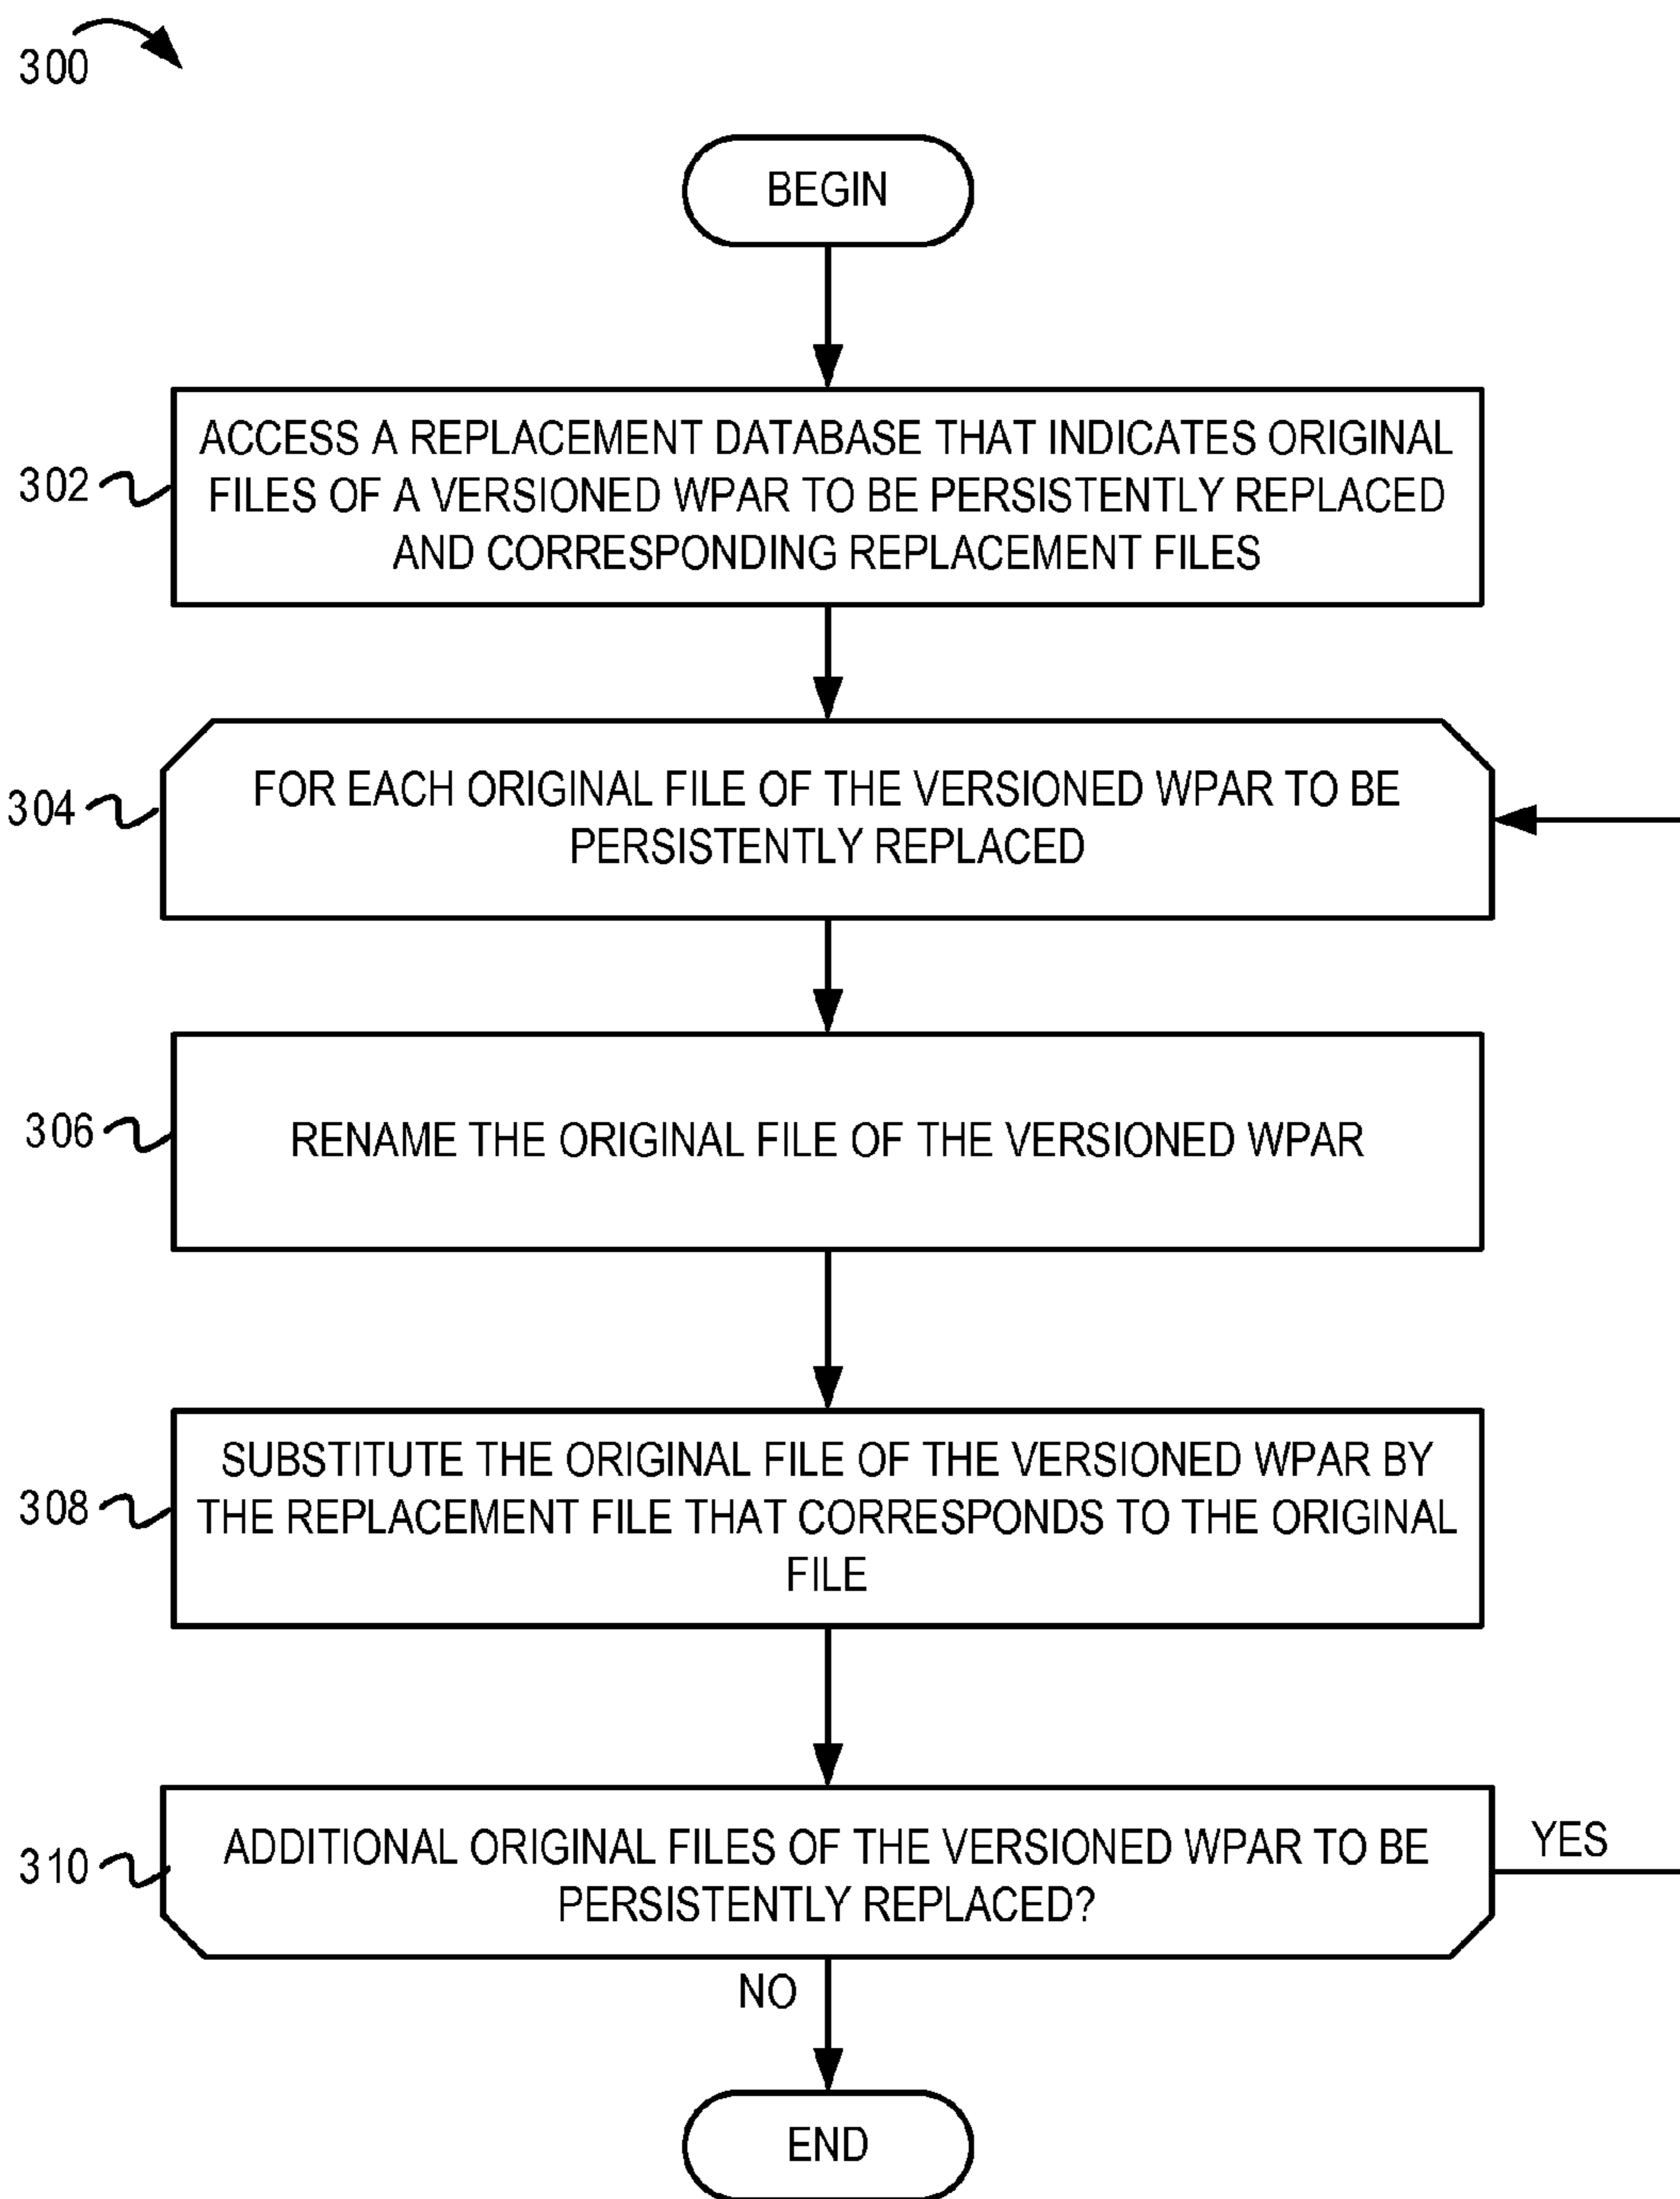 300
BEGIN
302
ACCESS A REPLACEMENT DATABASE THAT INDICATES ORIGINAL
FILES OF A VERSIONED WPAR TO BE PERSISTENTLY REPLACED
AND CORRESPONDING REPLACEMENT FILES
304
FOR EACH ORIGINAL FILE OF THE VERSIONED WPAR TO BE
PERSISTENTLY REPLACED
306
RENAME THE ORIGINAL FILE OF THE VERSIONED WPAR
308
SUBSTITUTE THE ORIGINAL FILE OF THE VERSIONED WPAR BY
THE REPLACEMENT FILE THAT CORRESPONDS TO THE ORIGINAL
FILE
310
ADDITIONAL ORIGINAL FILES OF THE VERSIONED WPAR TO BE
PERSISTENTLY REPLACED?
YES
NO
END